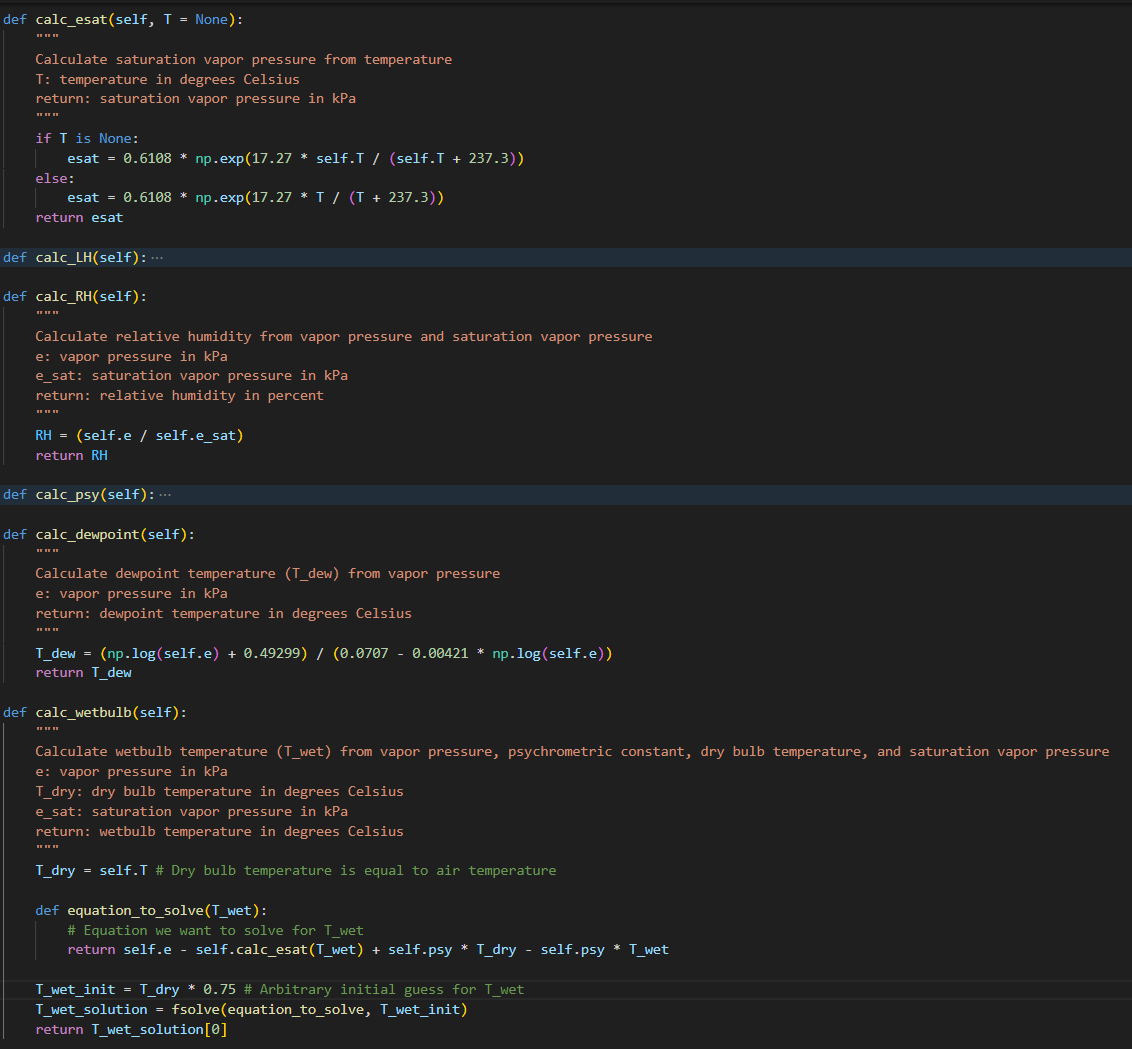 def calc_esat(self, T = None):
    """
    Calculate saturation vapor pressure from temperature
    T: temperature in degrees Celsius
    return: saturation vapor pressure in kPa
    """
    if T is None:
        esat = 0.6108 * np.exp(17.27 * self.T / (self.T + 237.3))
    else:
        esat = 0.6108 * np.exp(17.27 * T / (T + 237.3))
    return esat

def calc_LH(self): ···

def calc_RH(self):
    """
    Calculate relative humidity from vapor pressure and saturation vapor pressure
    e: vapor pressure in kPa
    e_sat: saturation vapor pressure in kPa
    return: relative humidity in percent
    """
    RH = (self.e / self.e_sat)
    return RH

def calc_psy(self): ···

def calc_dewpoint(self):
    """
    Calculate dewpoint temperature (T_dew) from vapor pressure
    e: vapor pressure in kPa
    return: dewpoint temperature in degrees Celsius
    """
    T_dew = (np.log(self.e) + 0.49299) / (0.0707 - 0.00421 * np.log(self.e))
    return T_dew

def calc_wetbulb(self):
    """
    Calculate wetbulb temperature (T_wet) from vapor pressure, psychrometric constant, dry bulb temperature, and saturation vapor pressure
    e: vapor pressure in kPa
    T_dry: dry bulb temperature in degrees Celsius
    e_sat: saturation vapor pressure in kPa
    return: wetbulb temperature in degrees Celsius
    """
    T_dry = self.T # Dry bulb temperature is equal to air temperature

    def equation_to_solve(T_wet):
        # Equation we want to solve for T_wet
        return self.e - self.calc_esat(T_wet) + self.psy * T_dry - self.psy * T_wet

    T_wet_init = T_dry * 0.75 # Arbitrary initial guess for T_wet
    T_wet_solution = fsolve(equation_to_solve, T_wet_init)
    return T_wet_solution[0]